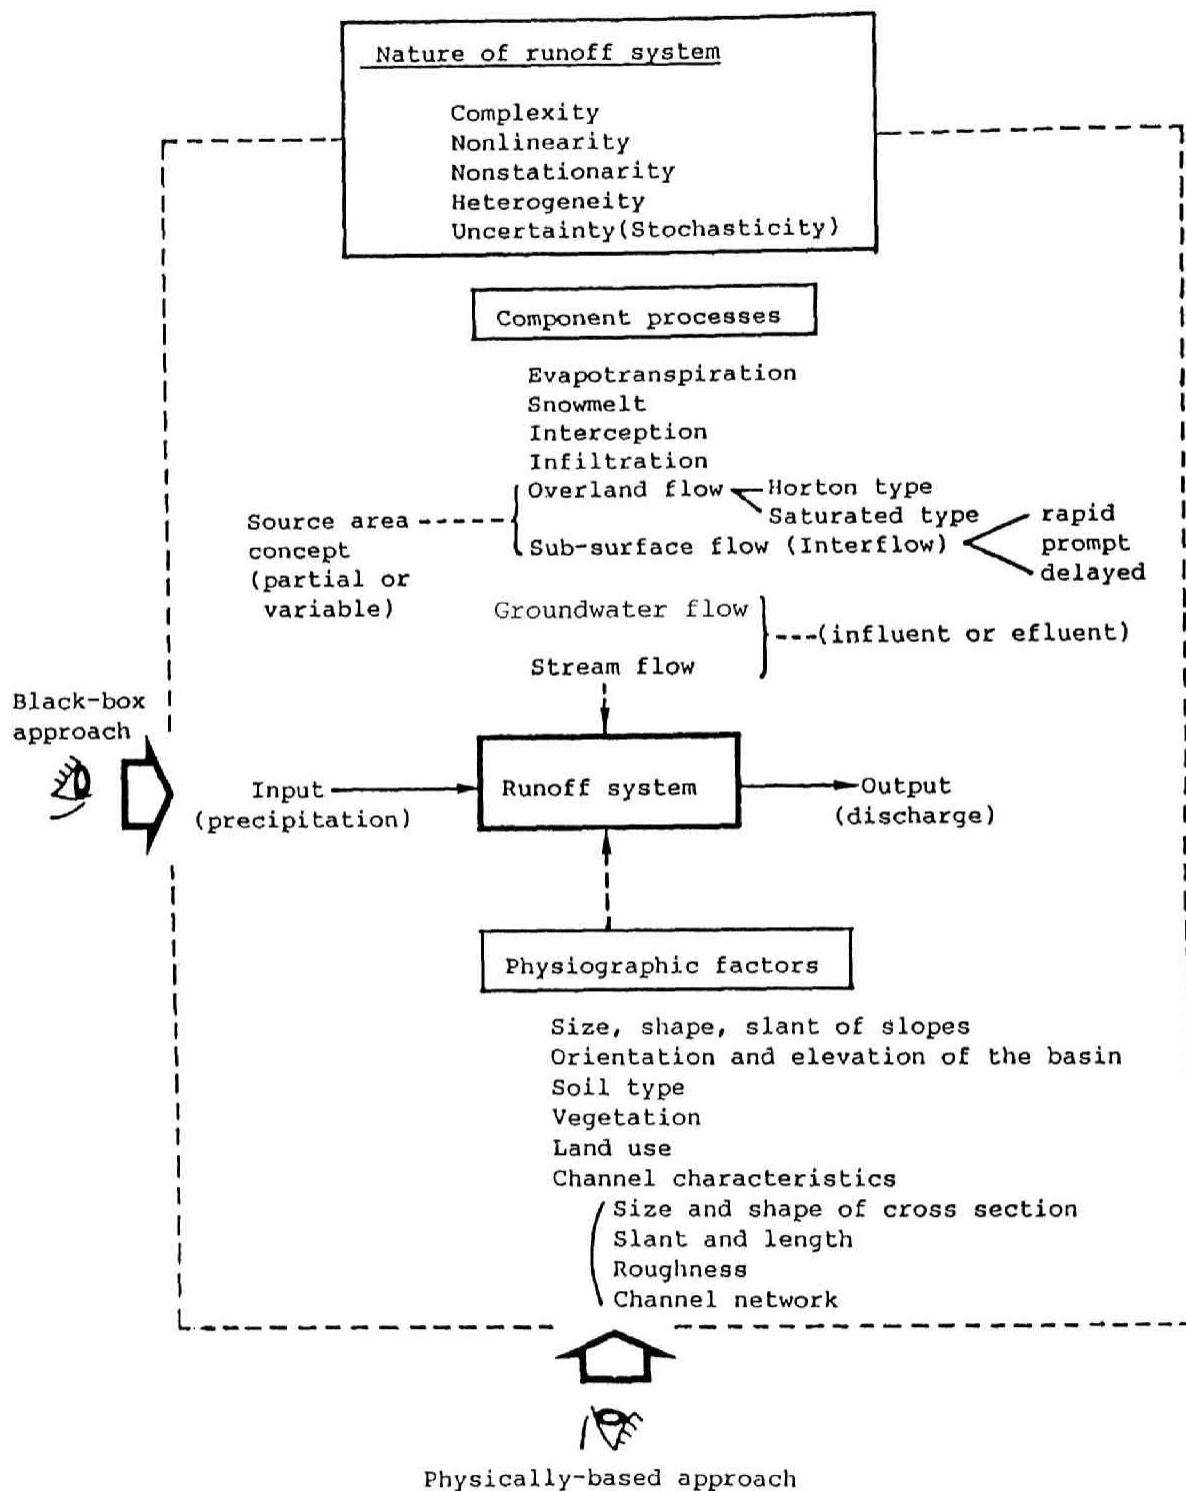 Nature of runoff system
Complexity
Nonlinearity
Nonstationarity
Heterogeneity
Uncertainty(Stochasticity)
Component processes
Evapotranspiration
Snowmelt
Interception
Infiltration
Overland flow
Horton type
Saturated type
Source area
concept
(partial or
variable)
Sub-surface flow (Interflow)
rapid
prompt
delayed
Groundwater flow
(influent or efluent)
Stream flow
Black-box
approach
Input
(precipitation)
Runoff system
Output
(discharge)
Physiographic factors
Size, shape, slant of slopes
Orientation and elevation of the basin
Soil type
Vegetation
Land use
Channel characteristics
Size and shape of cross section
Slant and length
Roughness
Channel network
Physically-based approach